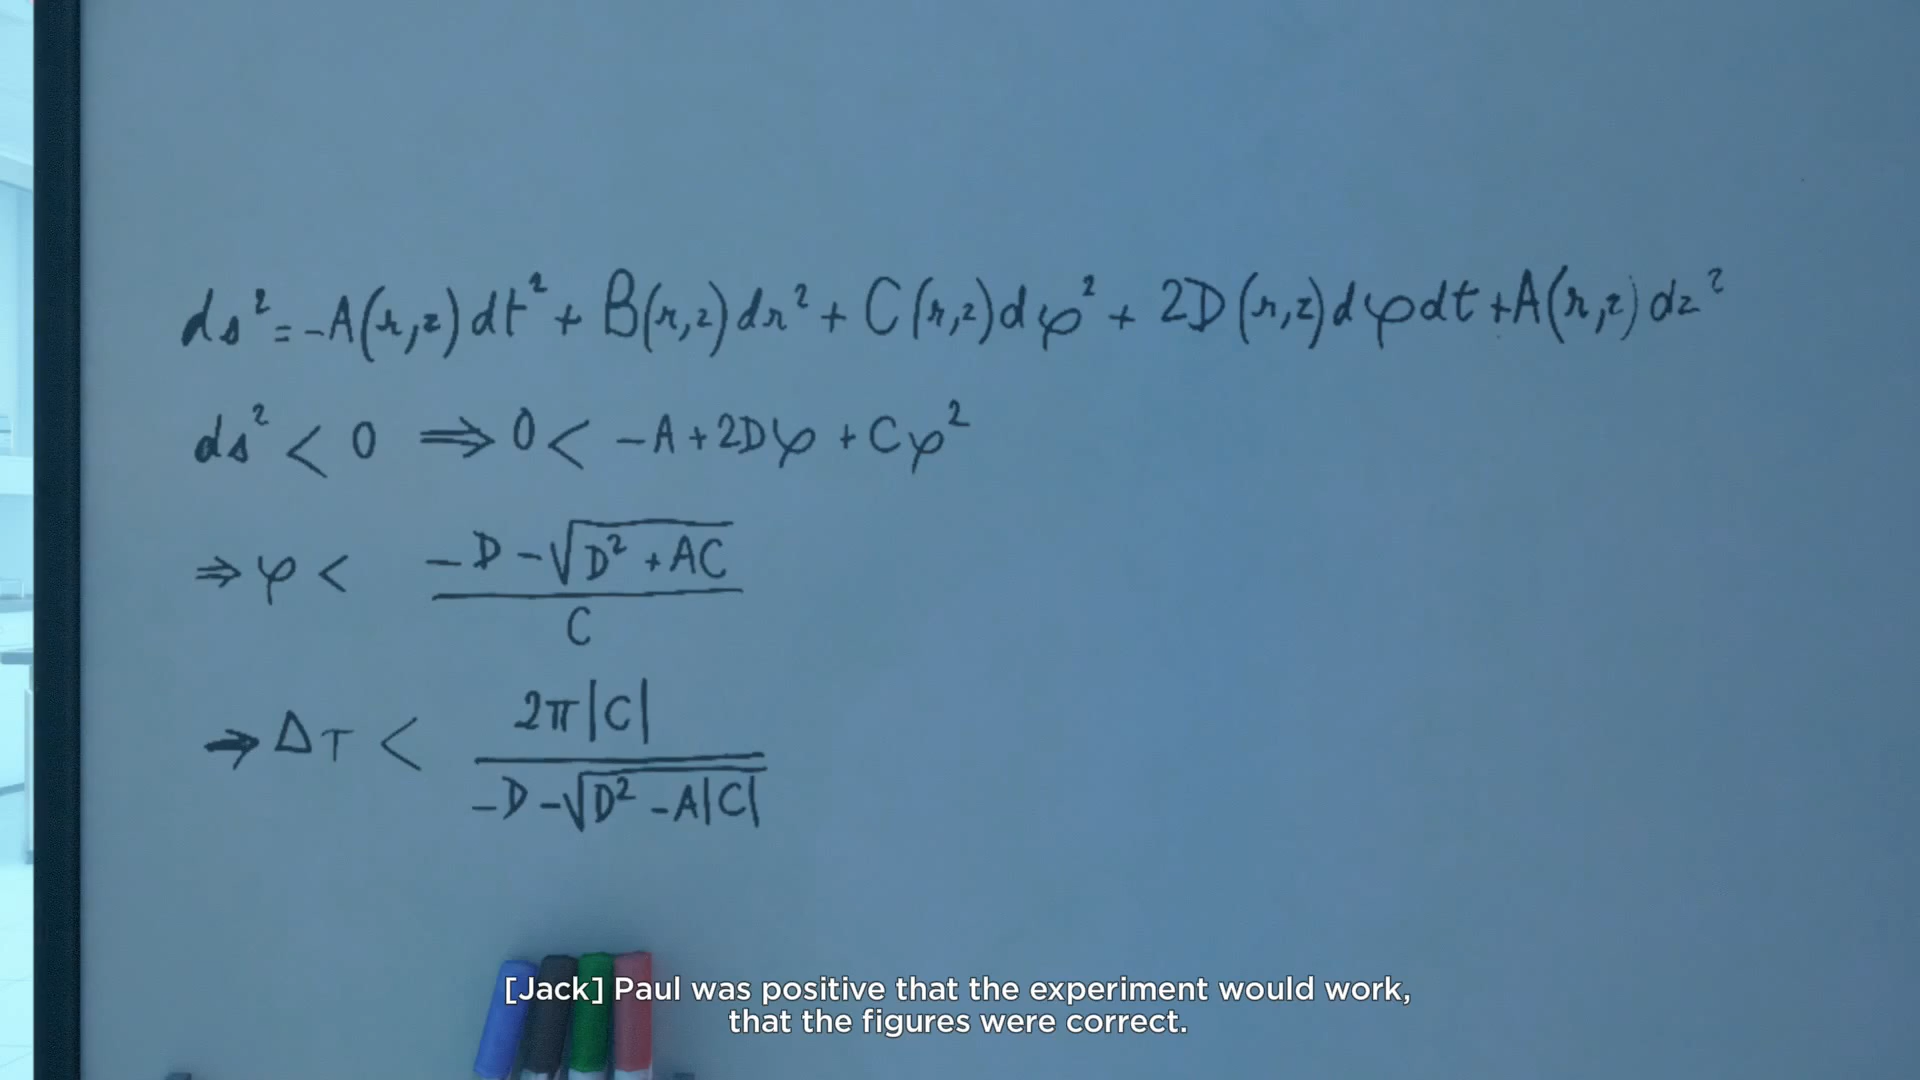 ds² = -A(r,z)dt² + B(r,z)dr² + C(r,z)dφ² + 2D(r,z)dφdt + A(r,z)dz²
ds² < 0 ⇒ 0 < -A + 2Dφ + Cφ²
⇒ φ < (-D - √(D² + AC)) / C
⇒ ΔT < 2π|C| / (-D - √(D² - A|C|))
[Jack] Paul was positive that the experiment would work,
that the figures were correct.